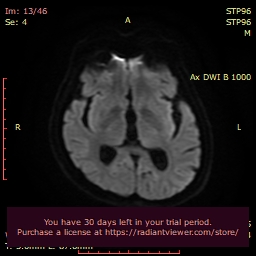 Im: 13/46
Se: 4
STP96
STP96
M
A
Ax DWI B 1000
R
L
You have 30 days left in your trial period.
Purchase a license at https://radiantviewer.com/store/